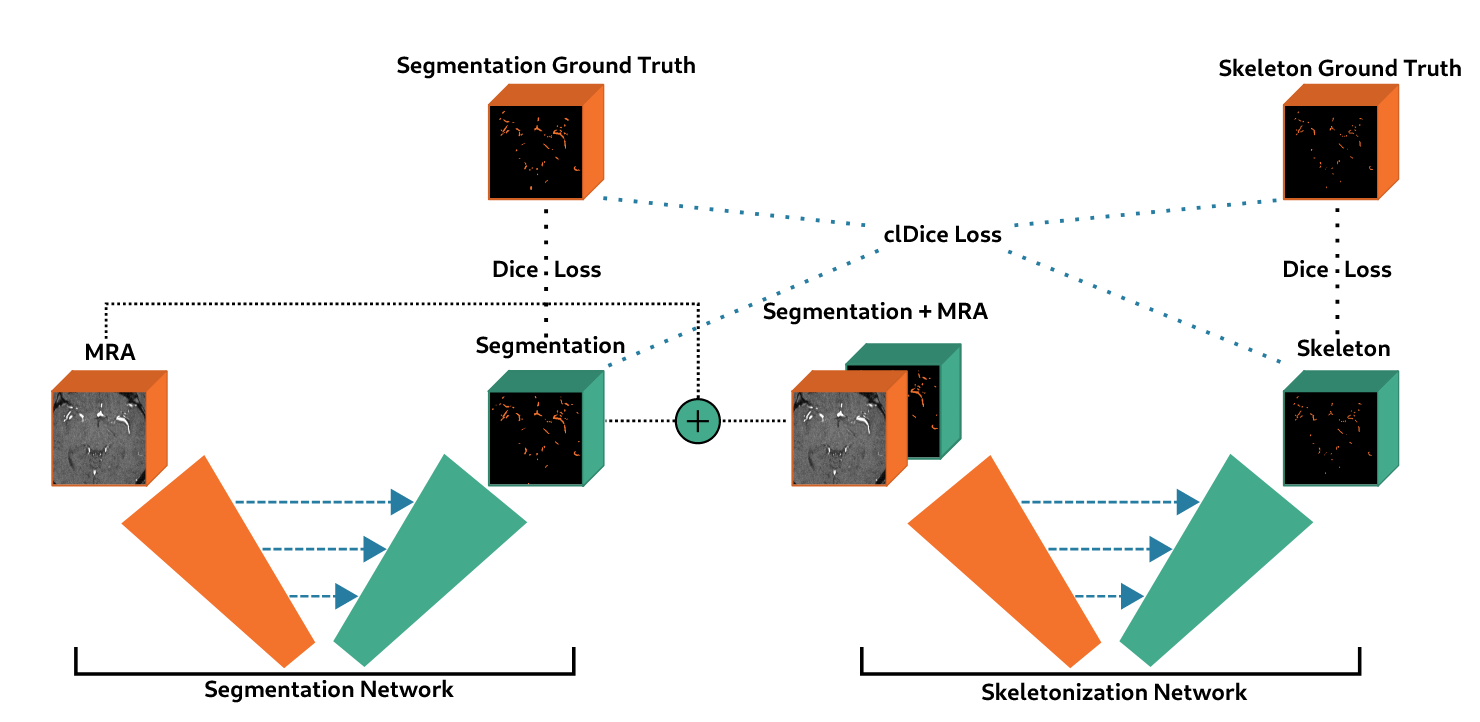 Segmentation Ground Truth
Skeleton Ground Truth
clDice Loss
Dice Loss
Dice Loss
Segmentation + MRA
MRA
Segmentation
Skeleton
+
Segmentation Network
Skeletonization Network